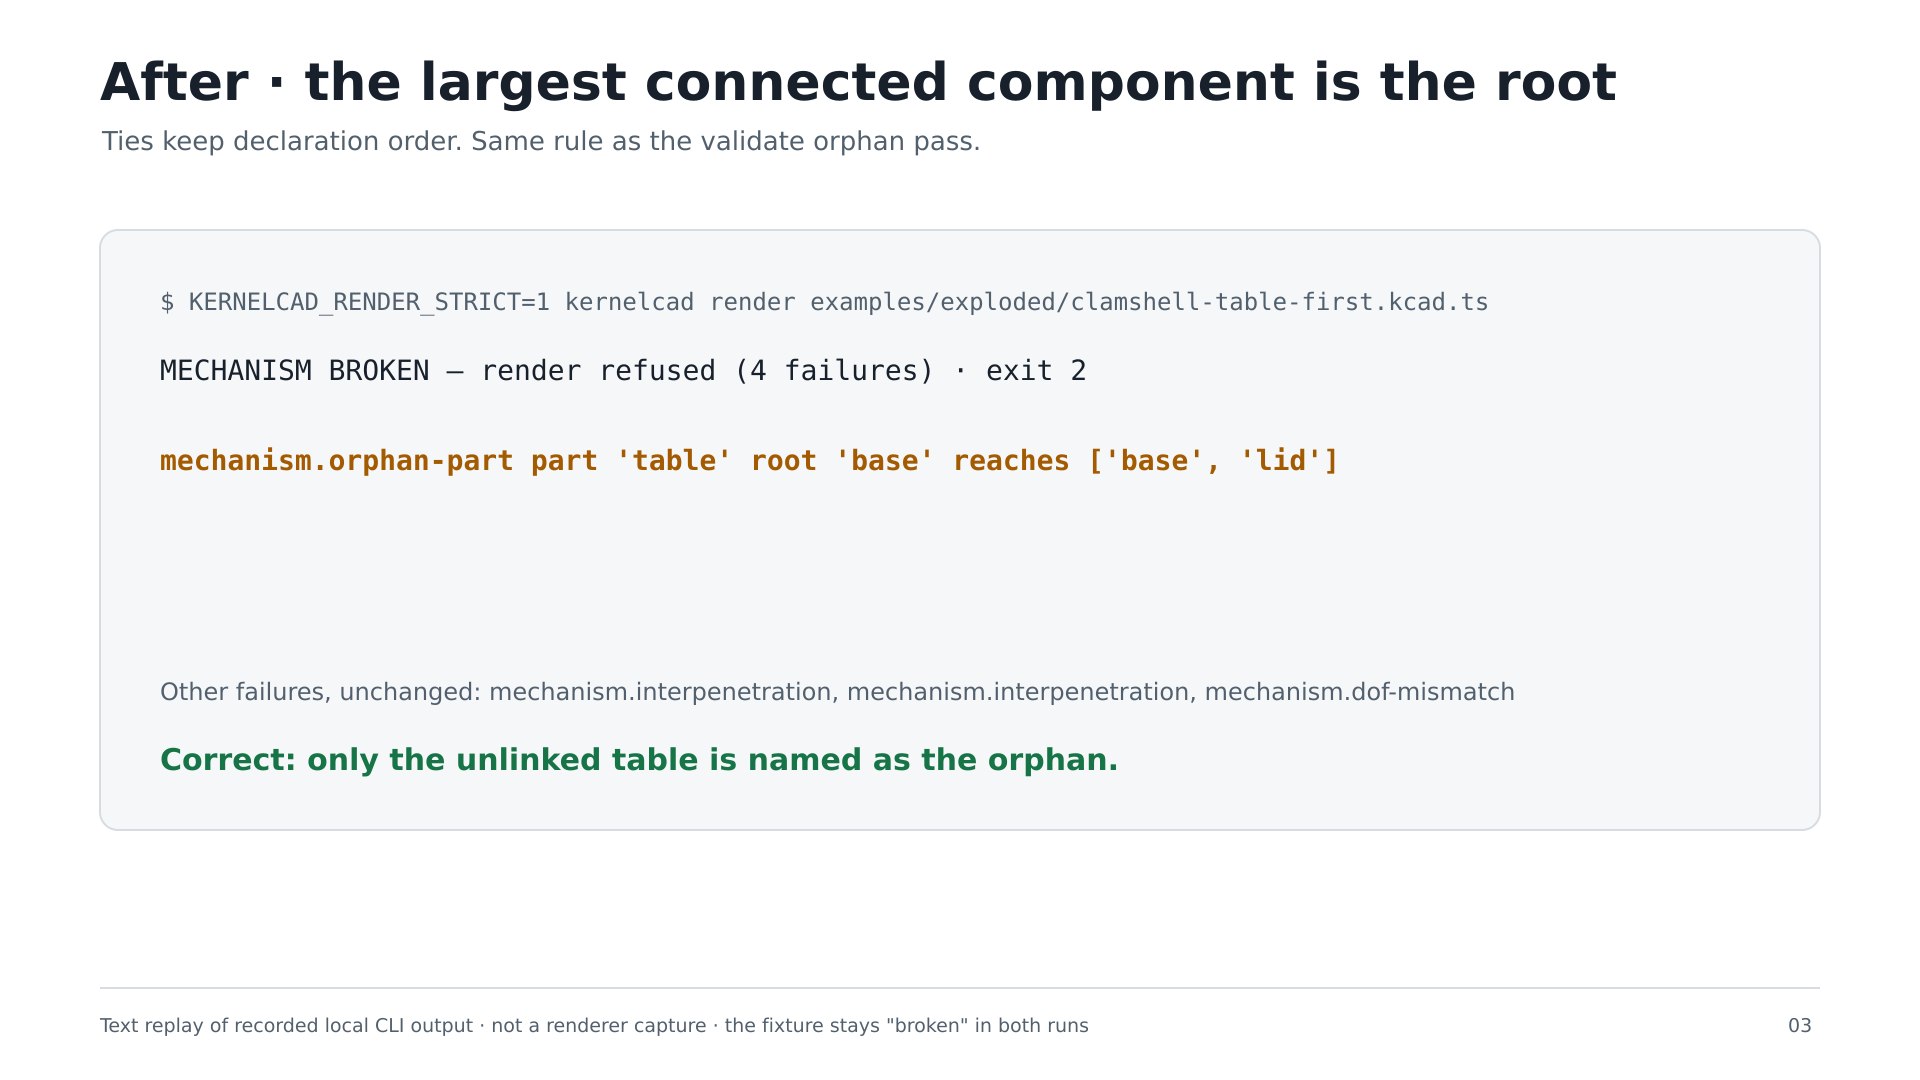 After · the largest connected component is the root
Ties keep declaration order. Same rule as the validate orphan pass.
$ KERNELCAD_RENDER_STRICT=1 kernelcad render examples/exploded/clamshell-table-first.kcad.ts
MECHANISM BROKEN — render refused (4 failures) · exit 2
mechanism.orphan-part part 'table' root 'base' reaches ['base', 'lid']
Other failures, unchanged: mechanism.interpenetration, mechanism.interpenetration, mechanism.dof-mismatch
Correct: only the unlinked table is named as the orphan.
Text replay of recorded local CLI output · not a renderer capture · the fixture stays "broken" in both runs
03